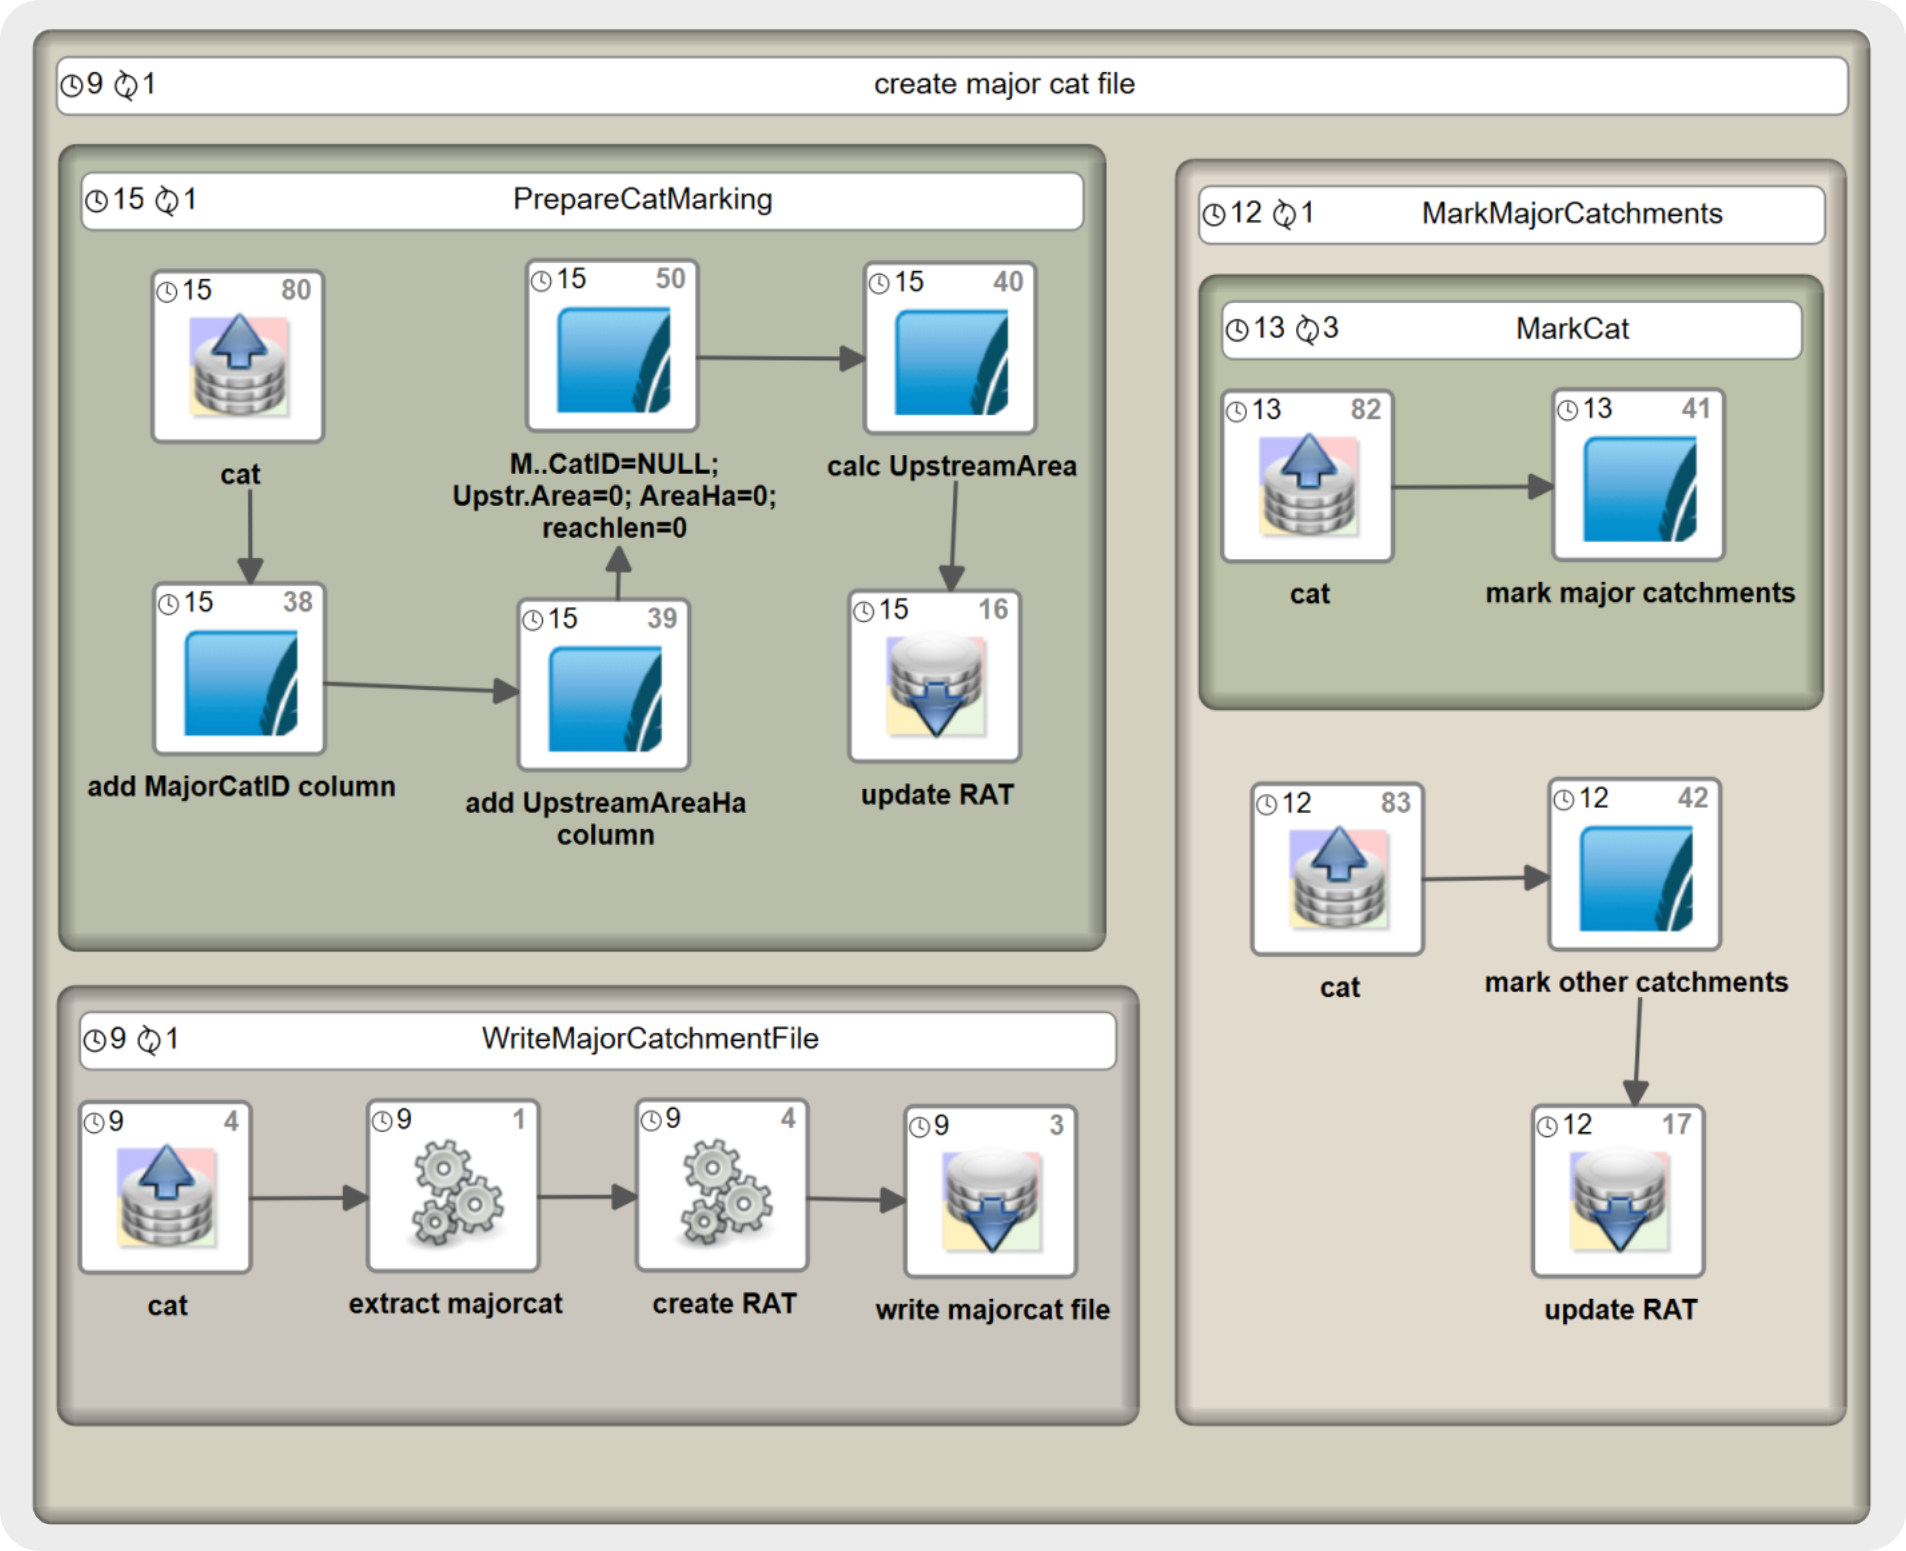 9 1 create major cat file
15 1 PrepareCatMarking
15 80
cat
15 50
M..CatID=NULL;
Upstr.Area=0; AreaHa=0;
reachlen=0
15 40
calc UpstreamArea
15 38
add MajorCatID column
15 39
add UpstreamAreaHa
column
15 16
update RAT
12 1 MarkMajorCatchments
13 3 MarkCat
13 82
cat
13 41
mark major catchments
12 83
cat
12 42
mark other catchments
12 17
update RAT
9 1 WriteMajorCatchmentFile
9 4
cat
9 1
extract majorcat
9 4
create RAT
9 3
write majorcat file